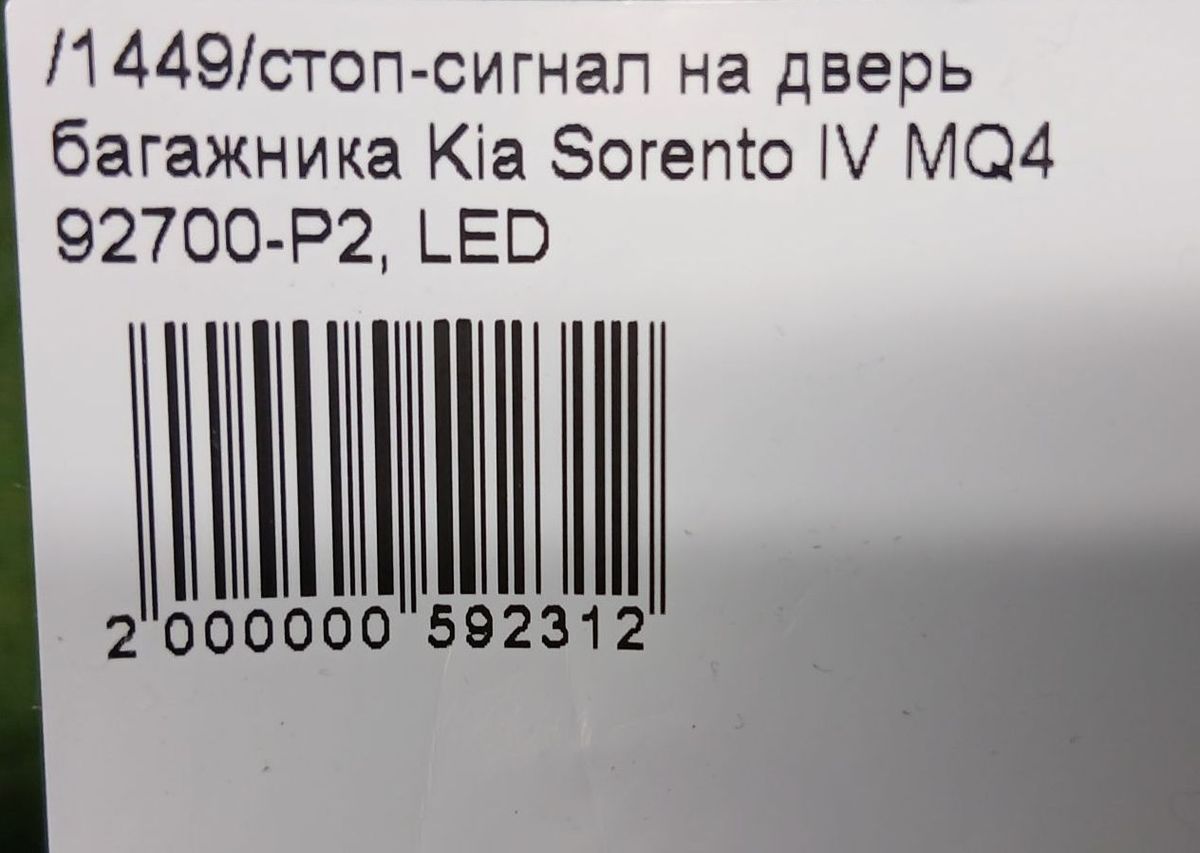 /1449/стоп-сигнал на дверь
багажника Kia Sorento IV MQ4
92700-P2, LED
2 000000 592312